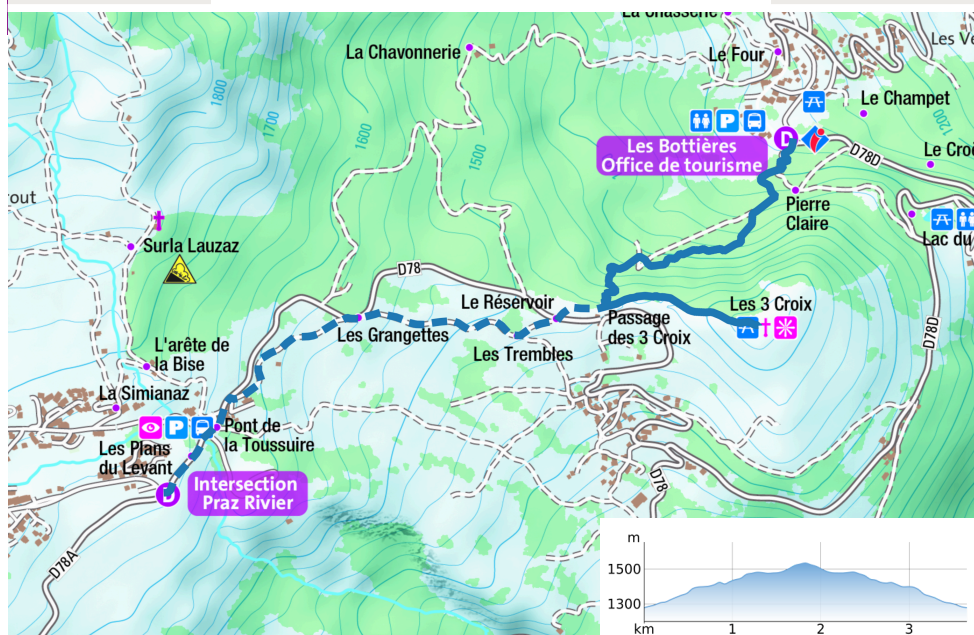 La Chasserie
Les Ve
La Chavonnerie
Le Four
1800
1700
1600
1500
1200
Le Champet
P
D
i
Les Bottières
Office de tourisme
D78D
Le Cro
out
Pierre
Claire
Lac du
Surla Lauzaz
D78
Le Réservoir
Les 3 Croix
Les Grangettes
Passage
des 3 Croix
Les Trembles
D78D
L'arête de
la Bise
La Simianaz
P
Pont de
la Toussuire
Les Plans
du Levant
Intersection
Praz Rivier
D
D78
D78A
m
1500
1300
km
1
2
3